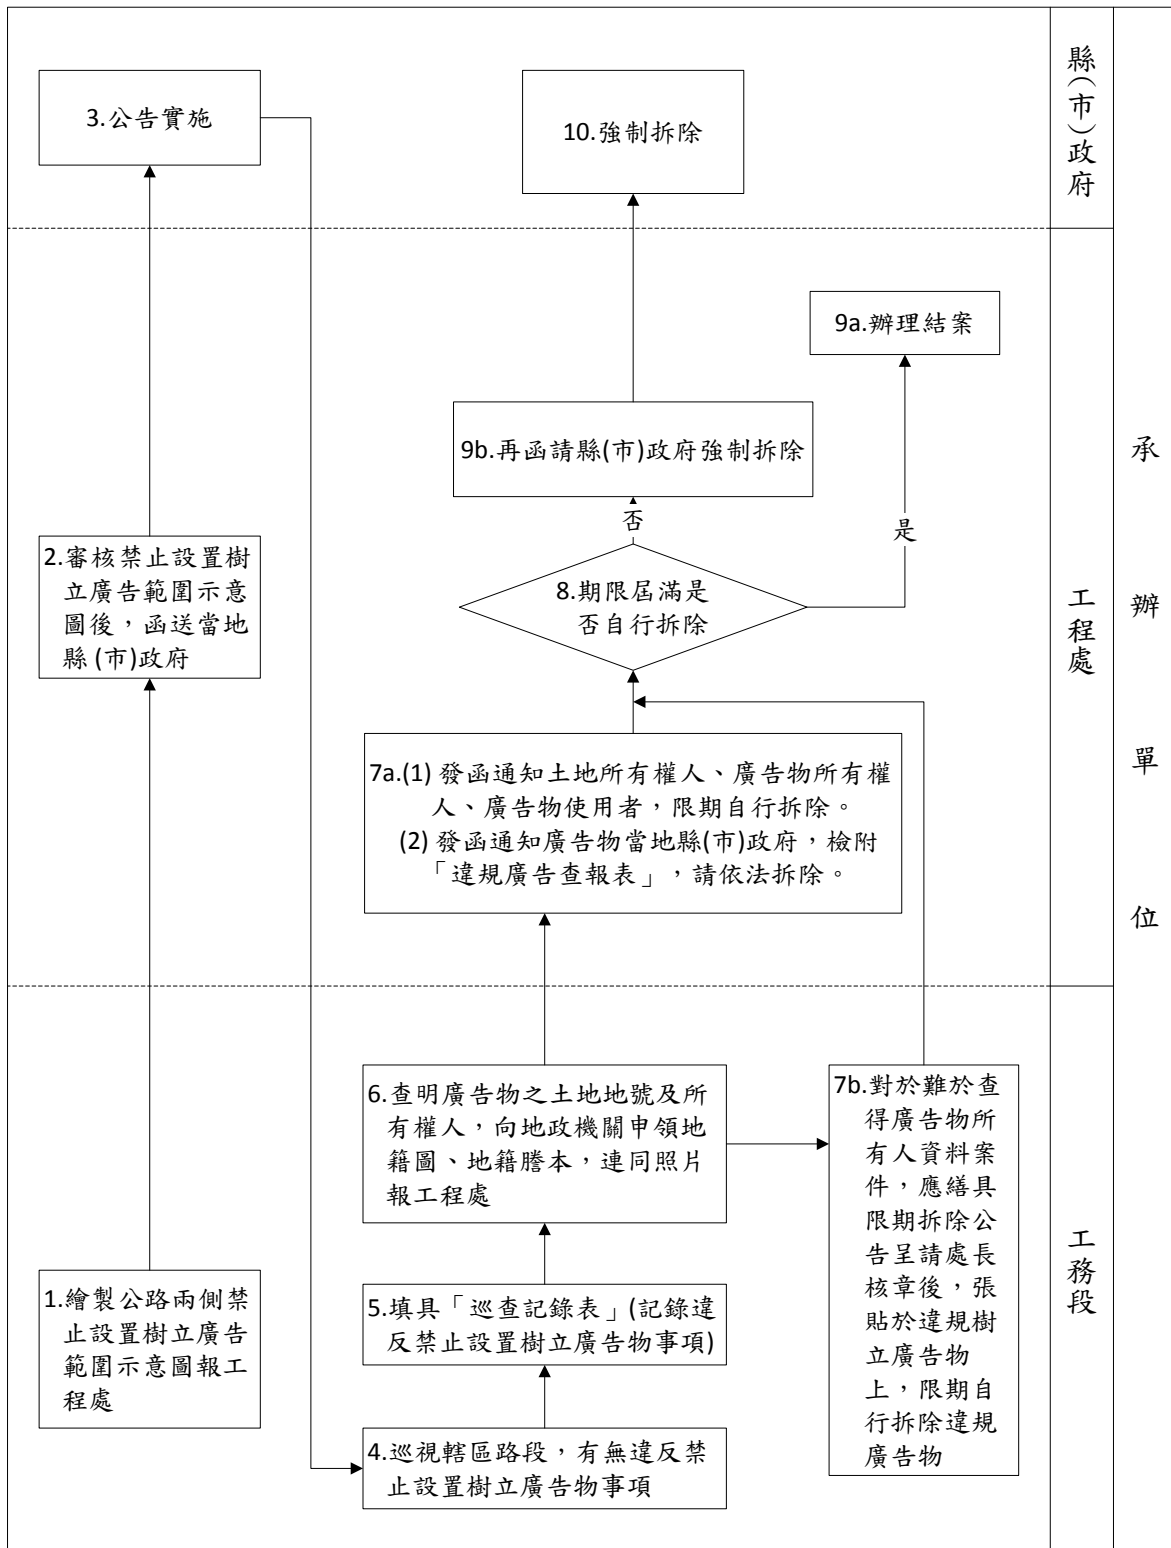 3.公告實施
10.強制拆除
縣(市)政府
9a.辦理結案
9b.再函請縣(市)政府強制拆除
否
是
2.審核禁止設置樹
立廣告範圍示意
圖後，函送當地
縣 (市)政府
8.期限屆滿是
否自行拆除
工程處
7a.(1) 發函通知土地所有權人、廣告物所有權
人、廣告物使用者，限期自行拆除。
(2) 發函通知廣告物當地縣(市)政府，檢附
「違規廣告查報表」，請依法拆除。
承辦單位
6.查明廣告物之土地地號及所
有權人，向地政機關申領地
籍圖、地籍謄本，連同照片
報工程處
7b.對於難於查
得廣告物所
有人資料案
件，應繕具
限期拆除公
告呈請處長
核章後，張
貼於違規樹
立廣告物
上，限期自
行拆除違規
廣告物
1.繪製公路兩側禁
止設置樹立廣告
範圍示意圖報工
程處
5.填具「巡查記錄表」(記錄違
反禁止設置樹立廣告物事項)
4.巡視轄區路段，有無違反禁
止設置樹立廣告物事項
工務段